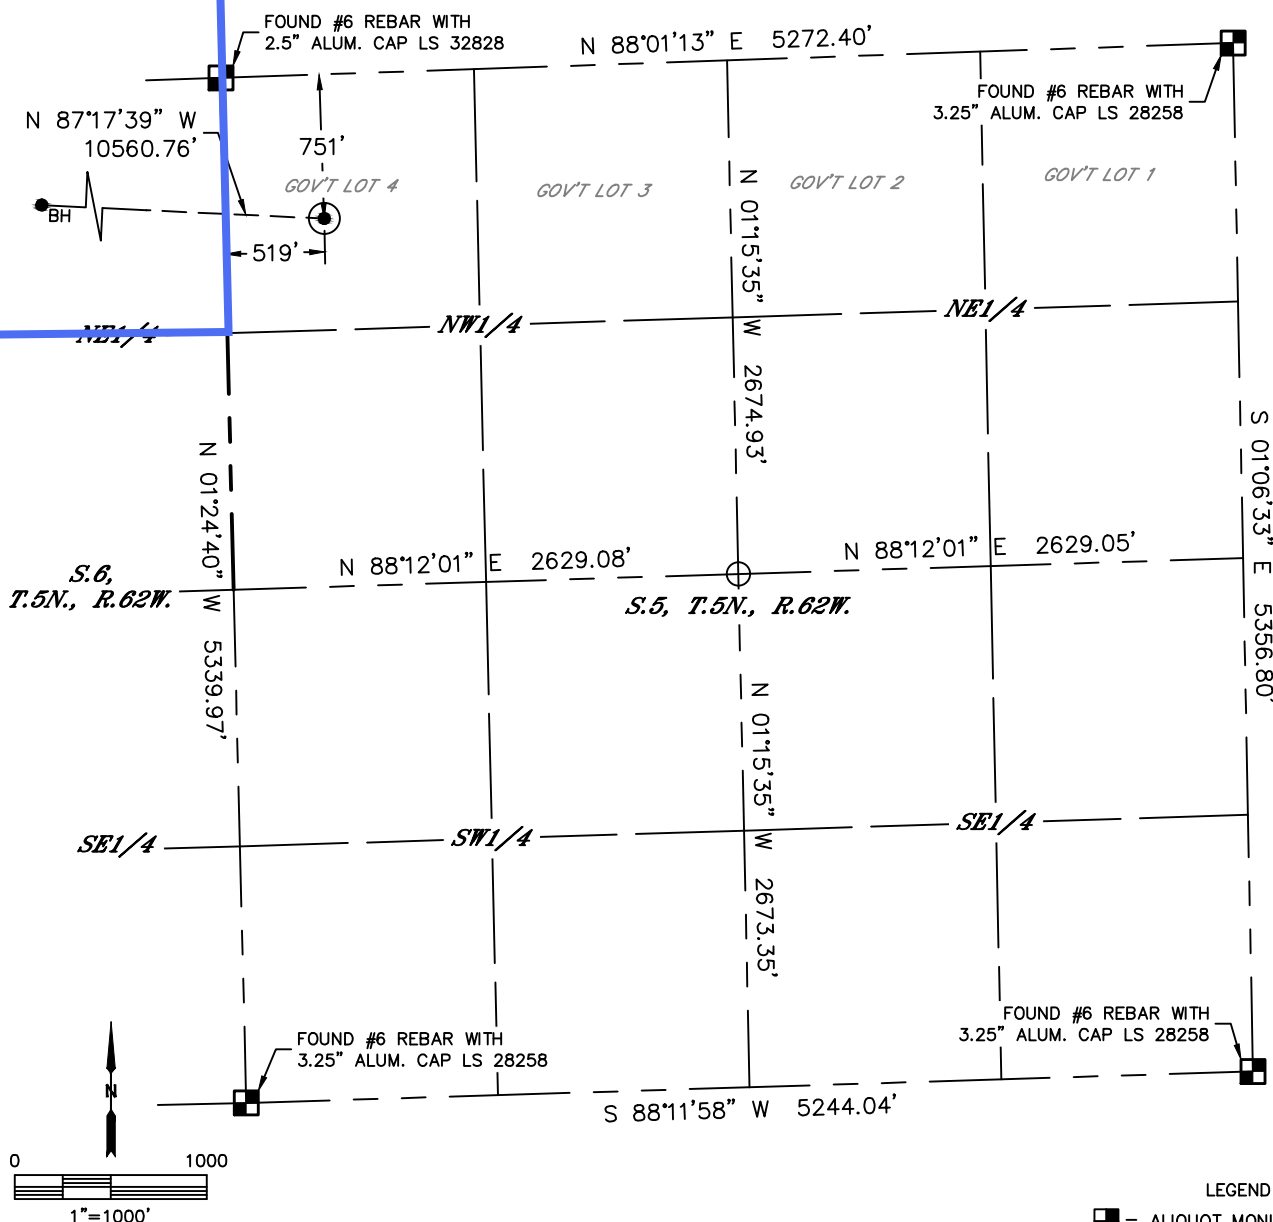 FOUND #6 REBAR WITH
2.5" ALUM. CAP LS 32828
N 88°01'13" E 5272.40'
FOUND #6 REBAR WITH
3.25" ALUM. CAP LS 28258
N 87°17'39" W
10560.76'
751'
GOV'T LOT 4
GOV'T LOT 3
GOV'T LOT 2
GOV'T LOT 1
BH
519'
N 01°15'35" W 2674.93'
NE1/4
NW1/4
NE1/4
N 01°24'40" W 5339.97'
S 01°06'33" E 5356.80'
N 88°12'01" E 2629.08'
N 88°12'01" E 2629.05'
S.6,
T.5N., R.62W.
S.5, T.5N., R.62W.
N 01°15'35" W 2673.35'
SE1/4
SW1/4
SE1/4
FOUND #6 REBAR WITH
3.25" ALUM. CAP LS 28258
FOUND #6 REBAR WITH
3.25" ALUM. CAP LS 28258
N
S 88°11'58" W 5244.04'
0 1000
1"=1000'
LEGEND
= ALIQUOT